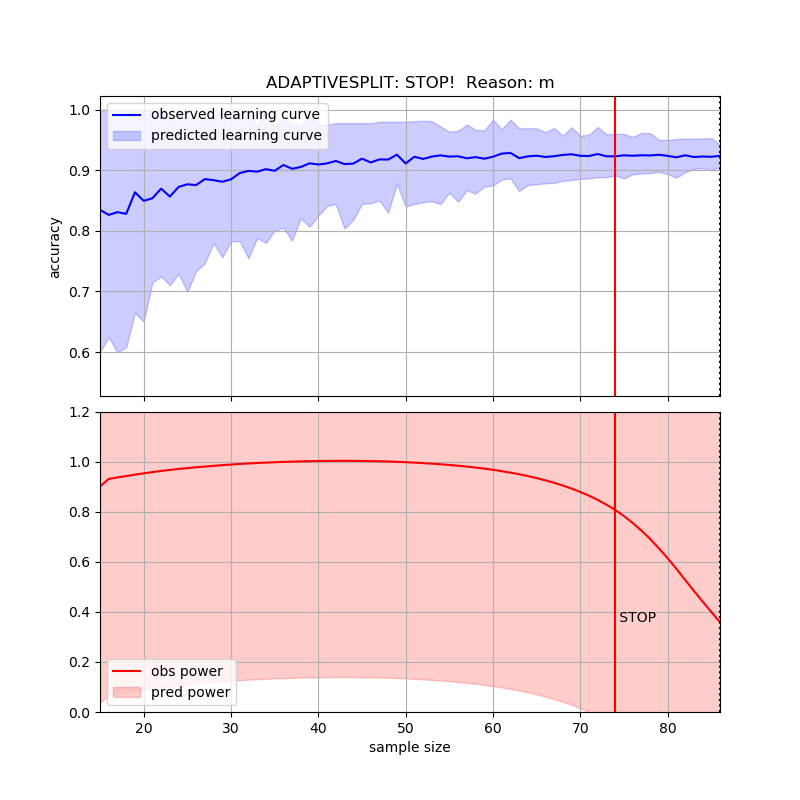 ADAPTIVESPLIT: STOP!  Reason: m
1.0
0.9
0.8
0.7
0.6
accuracy
observed learning curve
predicted learning curve
1.2
1.0
0.8
0.6
0.4
0.2
0.0
STOP
obs power
pred power
20
30
40
50
60
70
80
sample size